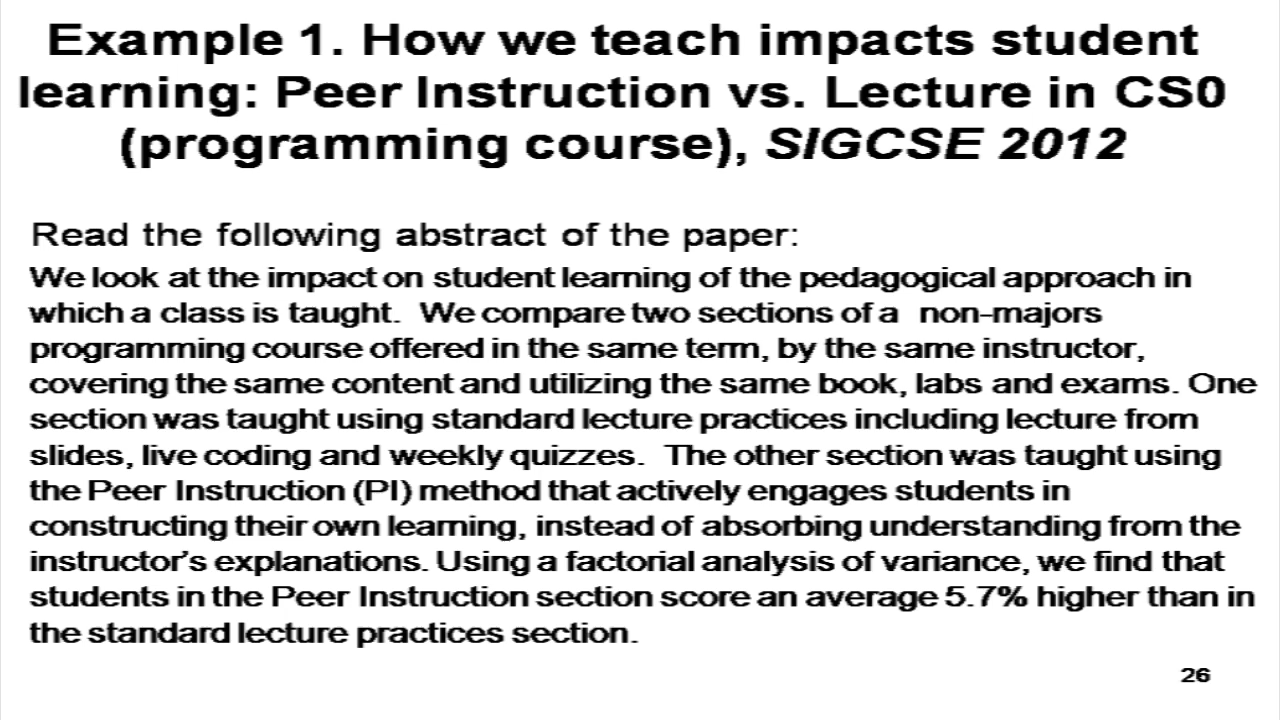 Example 1. How we teach impacts student
learning: Peer Instruction vs. Lecture in CS0
(programming course), SIGCSE 2012
Read the following abstract of the paper:
We look at the impact on student learning of the pedagogical approach in
which a class is taught.  We compare two sections of a  non-majors
programming course offered in the same term, by the same instructor,
covering the same content and utilizing the same book, labs and exams. One
section was taught using standard lecture practices including lecture from
slides, live coding and weekly quizzes.  The other section was taught using
the Peer Instruction (PI) method that actively engages students in
constructing their own learning, instead of absorbing understanding from the
instructor's explanations. Using a factorial analysis of variance, we find that
students in the Peer Instruction section score an average 5.7% higher than in
the standard lecture practices section.
26